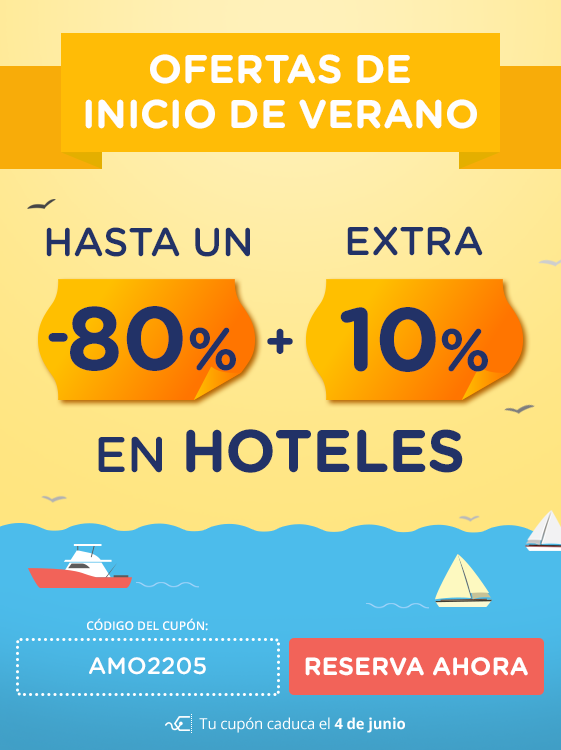 OFERTAS DE
INICIO DE VERANO
HASTA UN
EXTRA
-80% + 10%
EN HOTELES
CÓDIGO DEL CUPÓN:
AMO2205
RESERVA AHORA
Tu cupón caduca el 4 de junio